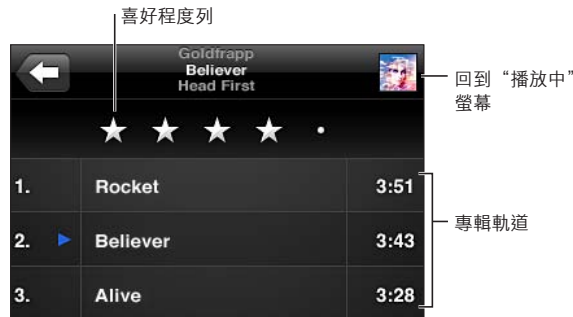 喜好程度列
Goldfrapp
Believer
Head First
回到“播放中”
螢幕
1. Rocket 3:51
2. Believer 3:43
3. Alive 3:28
專輯軌道